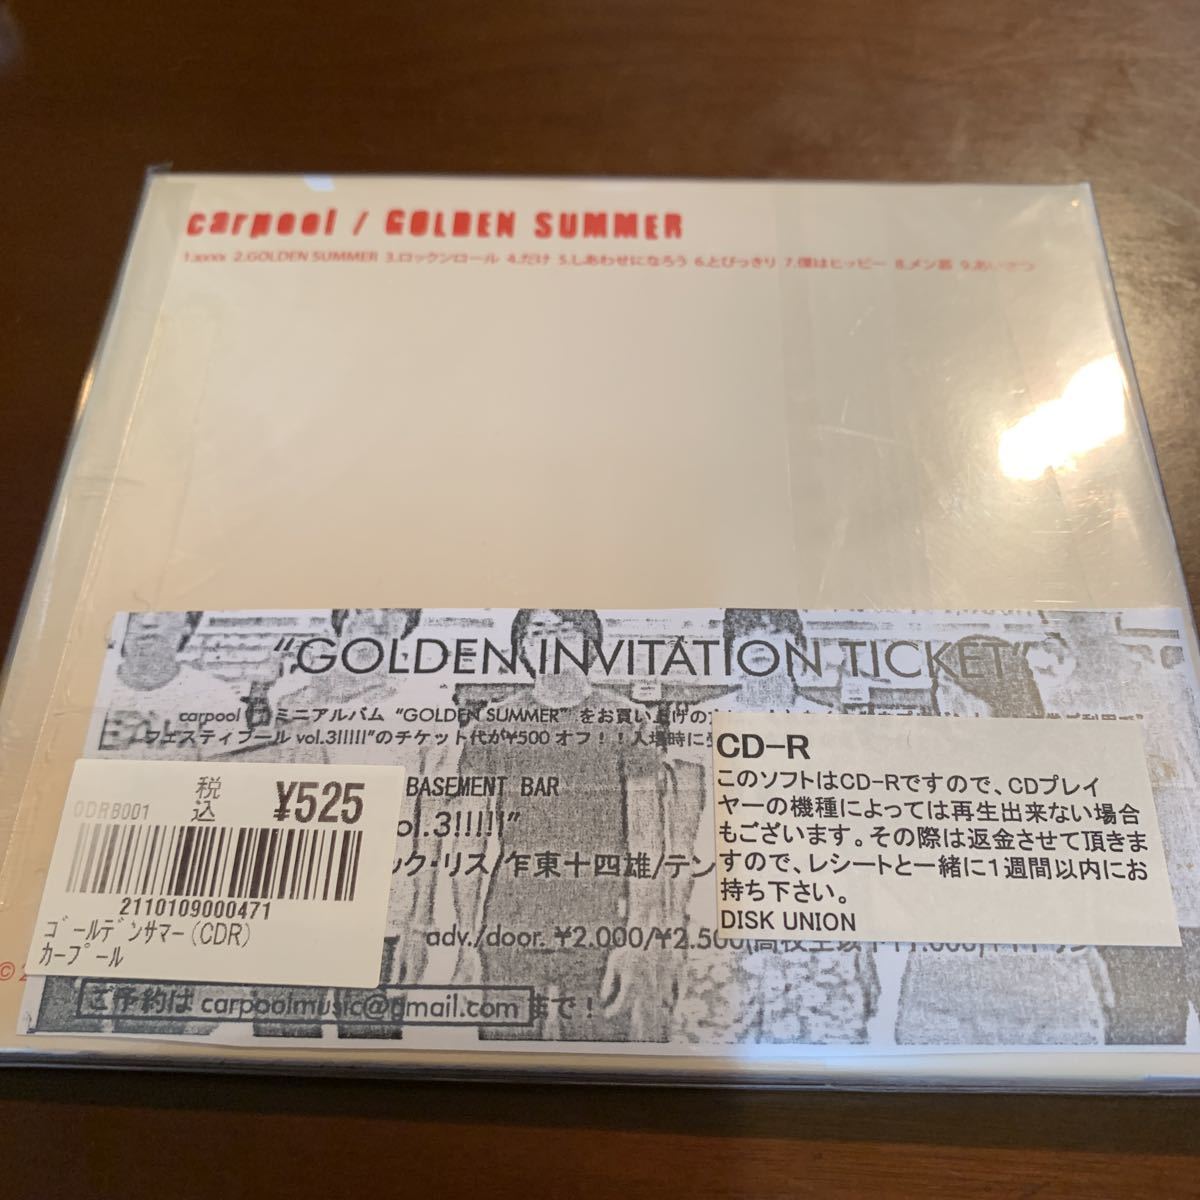 carpool / GOLDEN SUMMER
1.xxxx 2.GOLDEN SUMMER 3.ロックンロール 4.だけ 5.しあわせになろう 6.とびっきり 7.僕はヒッピー 8.メン募 9.あいさつ
"GOLDEN INVITATION TICKET"
carpool ミニアルバム "GOLDEN SUMMER" をお買い上げの
フェスティプール vol.3!!!!!"のチケット代が¥500 オフ！！入場時に
BASEMENT BAR
vol.3!!!!!"
ック・リス/乍東十四雄/テン
adv./door. ¥2.000/¥2.500
ご予約は carpoolmusic@gmail.com まで！
CD-R
このソフトはCD-Rですので、CDプレイ
ヤーの機種によっては再生出来ない場合
もございます。その際は返金させて頂きま
すので、レシートと一緒に1週間以内にお
持ち下さい。
DISK UNION
税込 ¥525
ODRB001
2110109000471
ｺﾞｰﾙﾃﾞﾝｻﾏｰ(CDR)
ｶｰﾌﾟｰﾙ
©